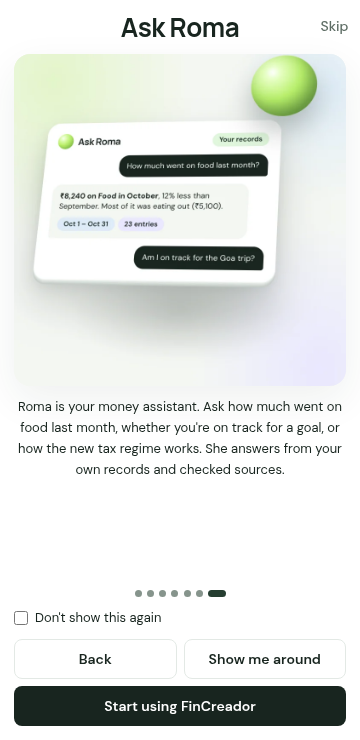 Ask Roma
Skip
Ask Roma
Your records
How much went on food last month?
₹8,240 on Food in October, 12% less than
September. Most of it was eating out (₹5,100).
Oct 1 – Oct 31
23 entries
Am I on track for the Goa trip?
Roma is your money assistant. Ask how much went on
food last month, whether you're on track for a goal, or
how the new tax regime works. She answers from your
own records and checked sources.
Don't show this again
Back
Show me around
Start using FinCreador